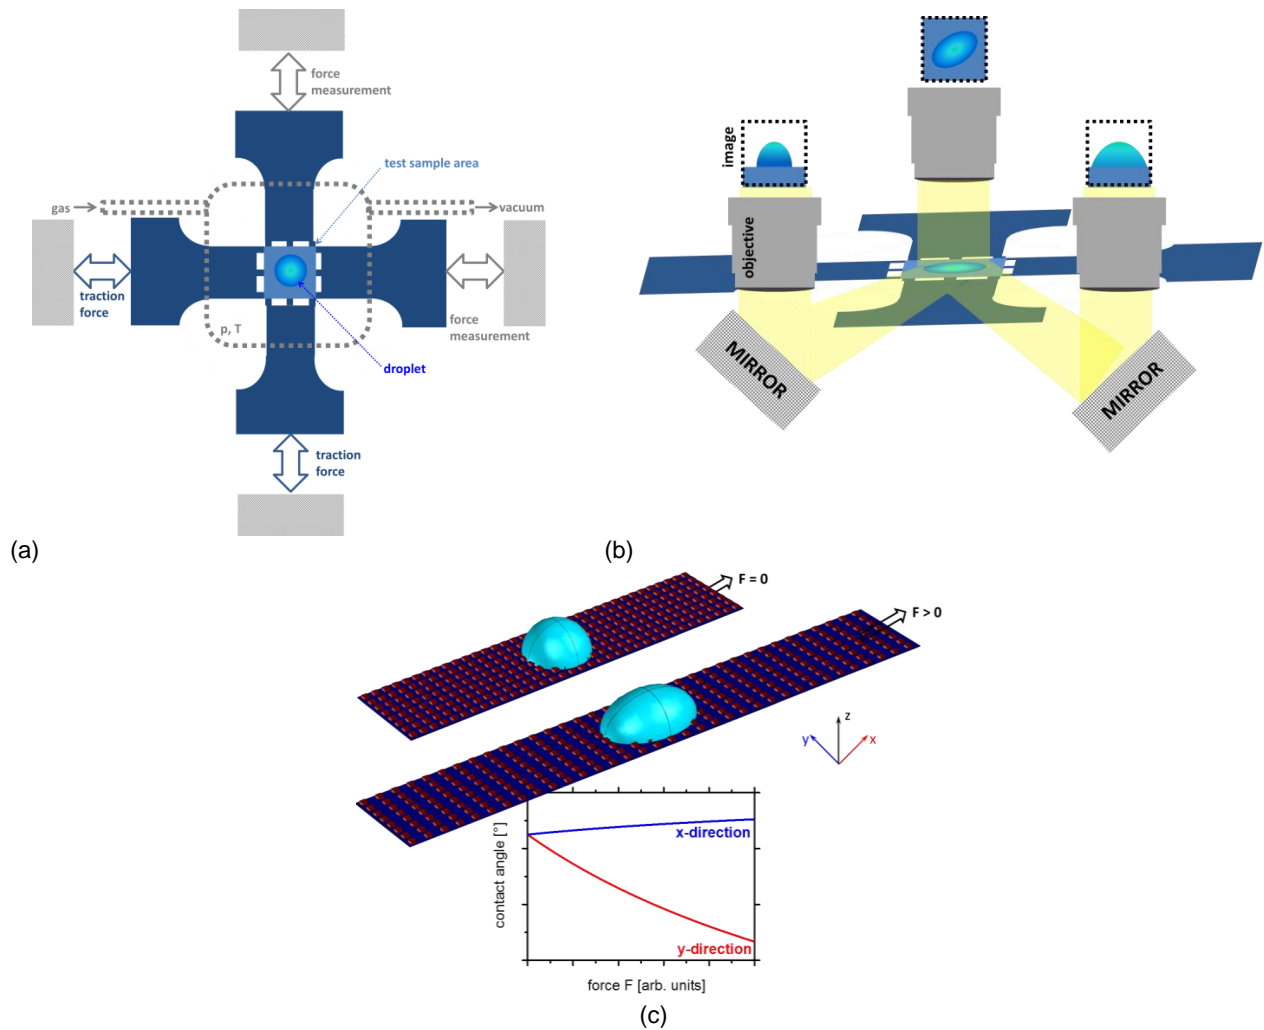 force
measurement
test sample area
gas
vacuum
traction
force
force
measurement
p, T
droplet
traction
force
(a)
image
objective
MIRROR
MIRROR
(b)
F = 0
F > 0
z
y
x
contact angle [°]
x-direction
y-direction
force F [arb. units]
(c)